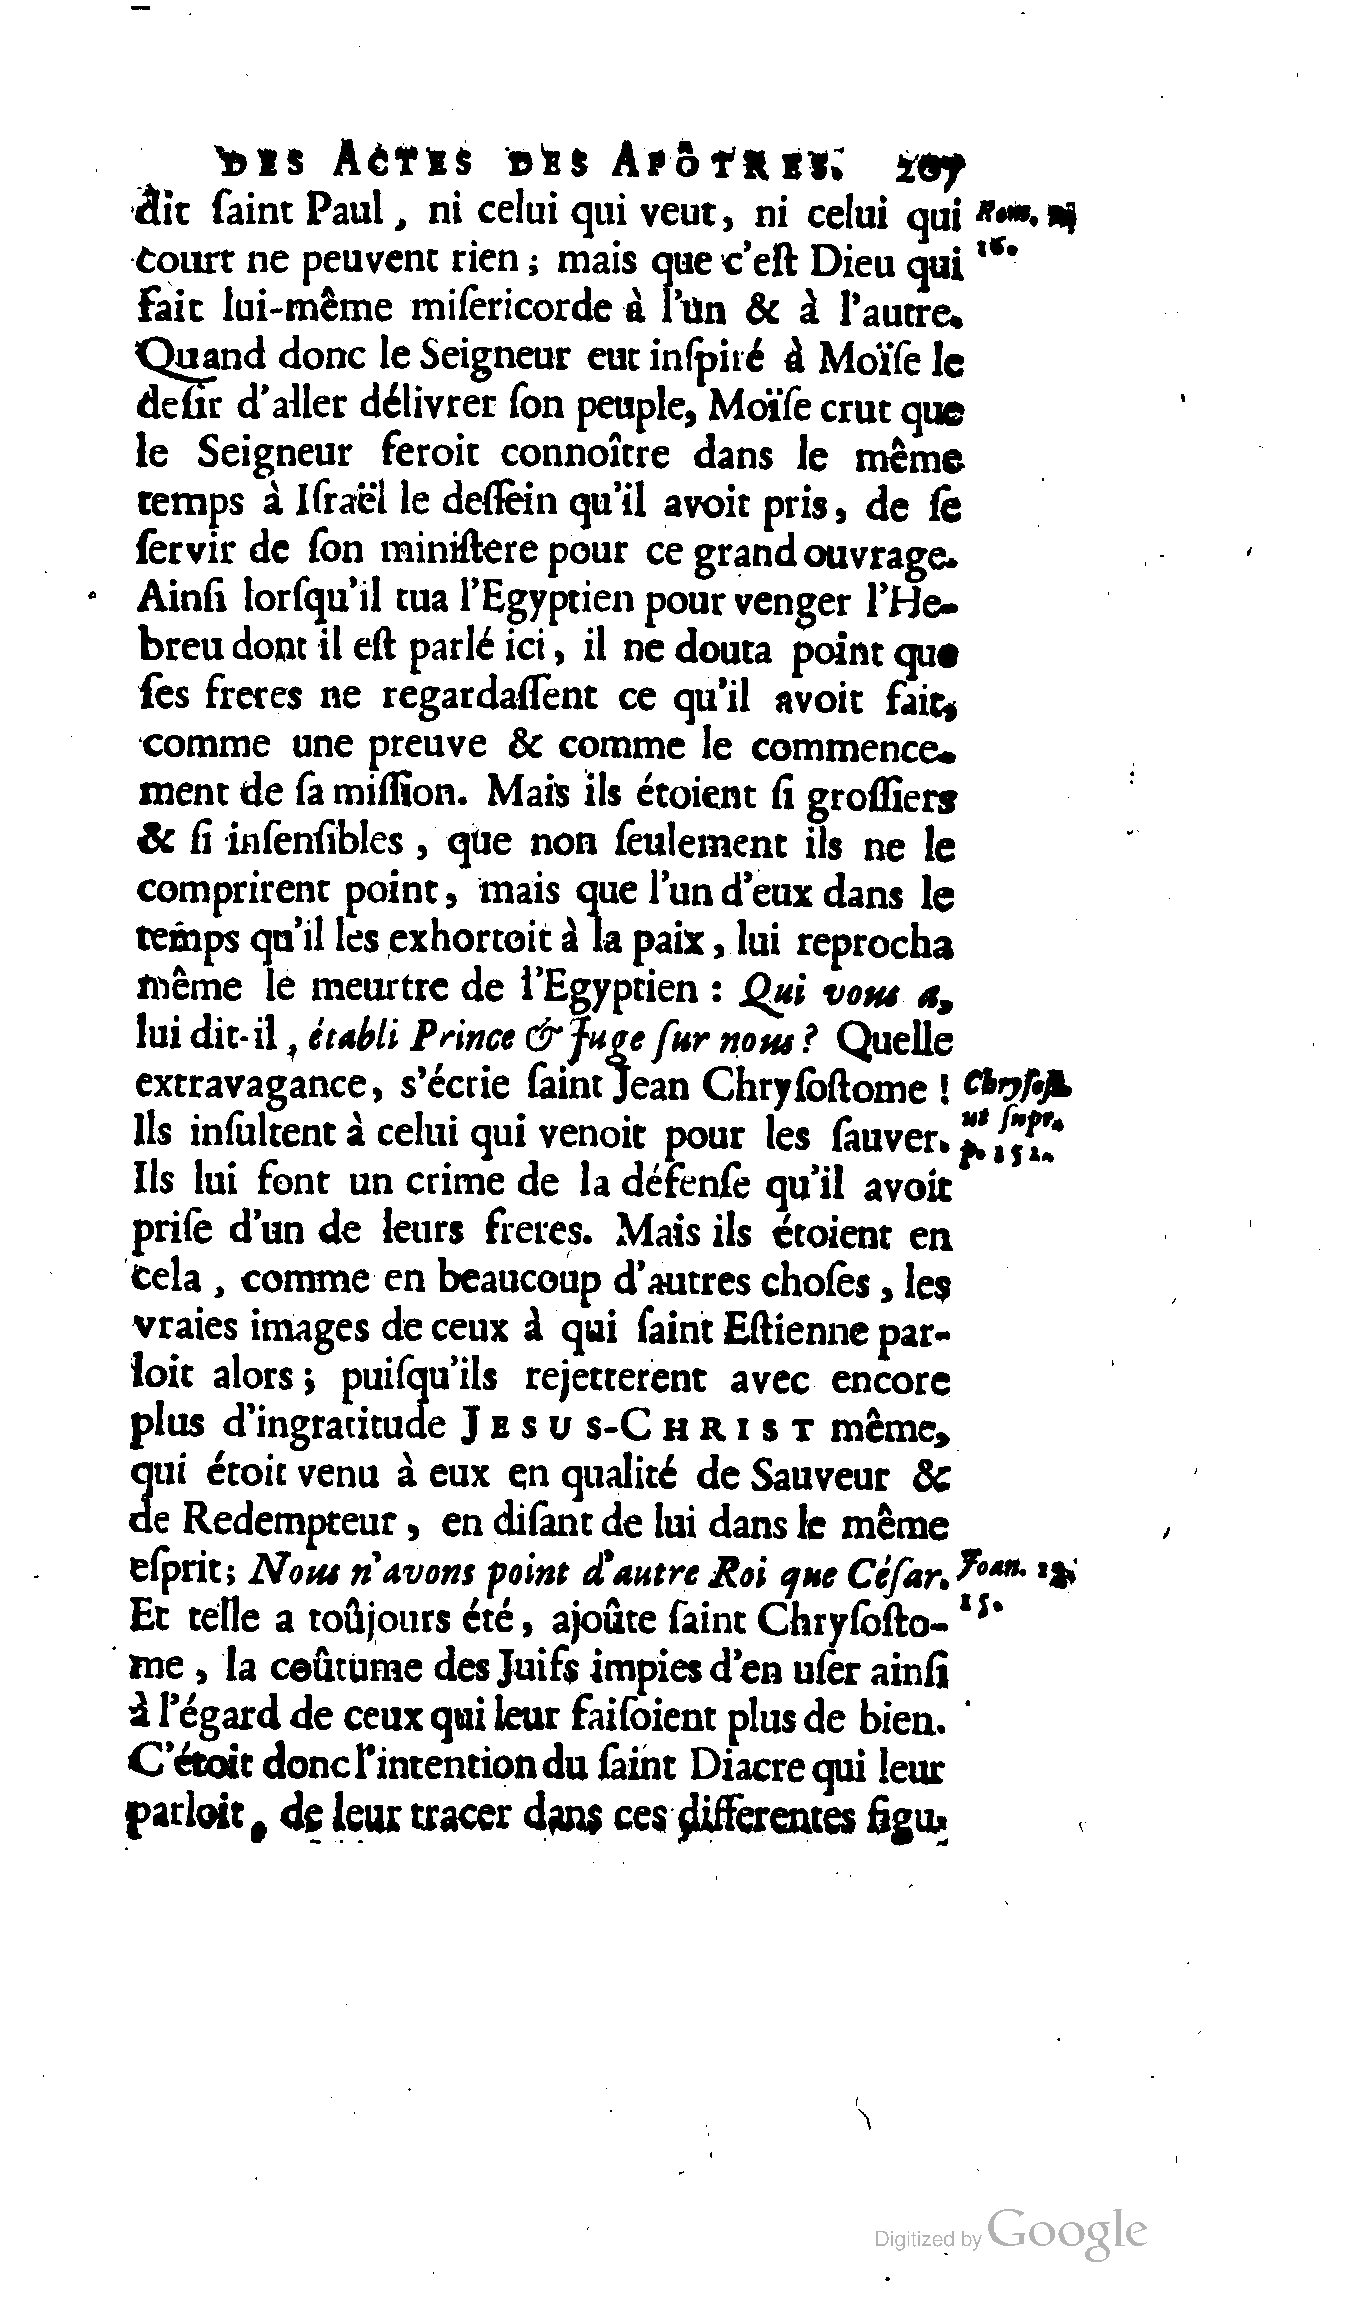 DES ACTES DES APÔTRES. 207
dit ſaint Paul, ni celui qui veut, ni celui qui
court ne peuvent rien; mais que c'eſt Dieu qui
fait lui-même miſericorde à l'un & à l'autre.
Quand donc le Seigneur eut inſpiré à Moïſe le
deſir d'aller délivrer ſon peuple, Moïſe crut que
le Seigneur feroit connoître dans le même
temps à Iſraël le deſſein qu'il avoit pris, de ſe
ſervir de ſon miniſtere pour ce grand ouvrage.
Ainſi lorſqu'il tua l'Egyptien pour venger l'He-
breu dont il eſt parlé ici, il ne douta point que
ſes freres ne regardaſſent ce qu'il avoit fait,
comme une preuve & comme le commence-
ment de ſa miſſion. Mais ils étoient ſi groſſiers
& ſi inſenſibles, que non ſeulement ils ne le
comprirent point, mais que l'un d'eux dans le
temps qu'il les exhortoit à la paix, lui reprocha
même le meurtre de l'Egyptien : Qui vous a,
lui dit-il, établi Prince & Juge ſur nous? Quelle
extravagance, s'écrie ſaint Jean Chryſoſtome !
Ils inſultent à celui qui venoit pour les ſauver.
Ils lui font un crime de la défenſe qu'il avoit
priſe d'un de leurs freres. Mais ils étoient en
cela, comme en beaucoup d'autres choſes, les
vraies images de ceux à qui ſaint Eſtienne par-
loit alors; puiſqu'ils rejetterent avec encore
plus d'ingratitude JESUS-CHRIST même,
qui étoit venu à eux en qualité de Sauveur &
de Redempteur, en diſant de lui dans le même
eſprit; Nous n'avons point d'autre Roi que Céſar.
Et telle a toûjours été, ajoûte ſaint Chryſoſto-
me, la coûtume des Juifs impies d'en uſer ainſi
à l'égard de ceux qui leur faiſoient plus de bien.
C'étoit donc l'intention du ſaint Diacre qui leur
parloit, de leur tracer dans ces differentes figu-
Rom.
16.
Chryſoſt.
ut ſupr.
p. 152.
Joan.
15.
Digitized by Google